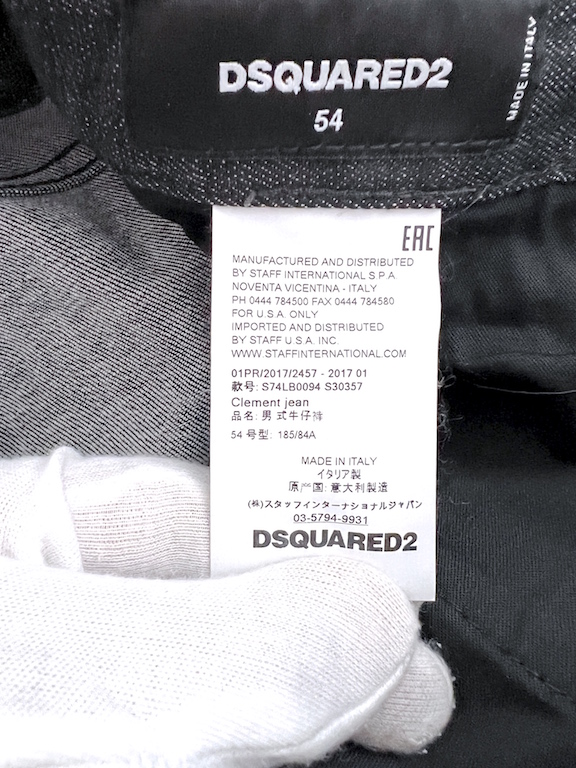 DSQUARED2
54
MADE IN ITALY
EAC
MANUFACTURED AND DISTRIBUTED
BY STAFF INTERNATIONAL S P A
NOVENTA VICENTINA - ITALY
PH 0444 784500 FAX 0444 784580
FOR U.S.A. ONLY
IMPORTED AND DISTRIBUTED
BY STAFF U.S.A. INC.
WWW.STAFFINTERNATIONAL.COM
01PR/2017/2457 - 2017 01
款号: S74LB0094 S30357
Clement jean
品名: 男式牛仔裤
54 号型: 185/84A
MADE IN ITALY
イタリア製
原产国: 意大利製造
(株)スタッフインターナショナルジャパン
03-5794-9931
DSQUARED2